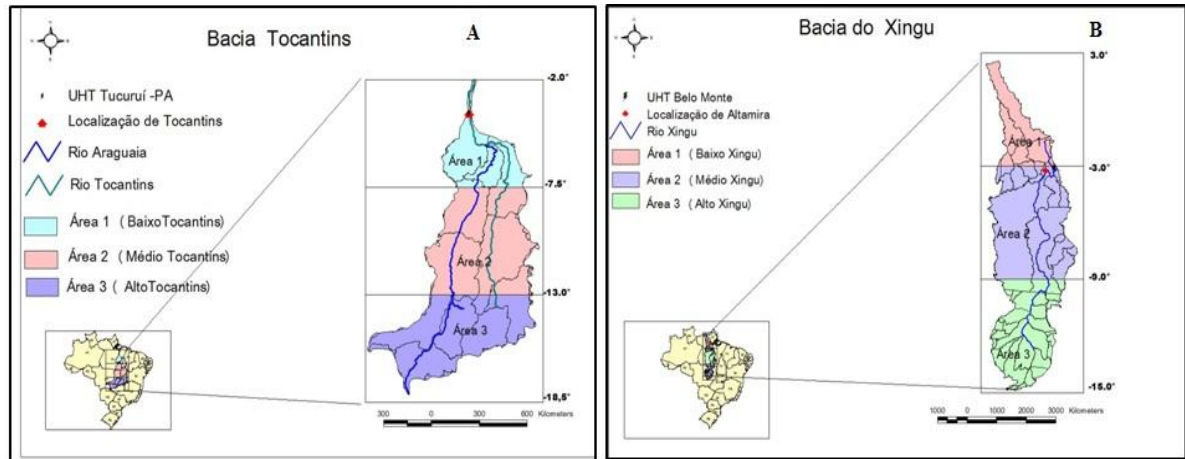 Bacia Tocantins
A
UHT Tucuruí -PA
Localização de Tocantins
Rio Araguaia
Rio Tocantins
Área 1 ( BaixoTocantins)
Área 2 ( Médio Tocantins)
Área 3 ( AltoTocantins)
-2.0°
Área 1
-7.5°
Área 2
-13.0°
Área 3
-18,5°
300 0 300 600 Kilometers
Bacia do Xingu
B
UHT Belo Monte
Localização de Altamira
Rio Xingu
Área 1 ( Baixo Xingu)
Área 2 ( Médio Xingu)
Área 3 ( Alto Xingu)
3.0°
Área 1
-3.0°
Área 2
-9.0°
Área 3
-15.0°
1000 0 1000 2000 3000 Kilometers